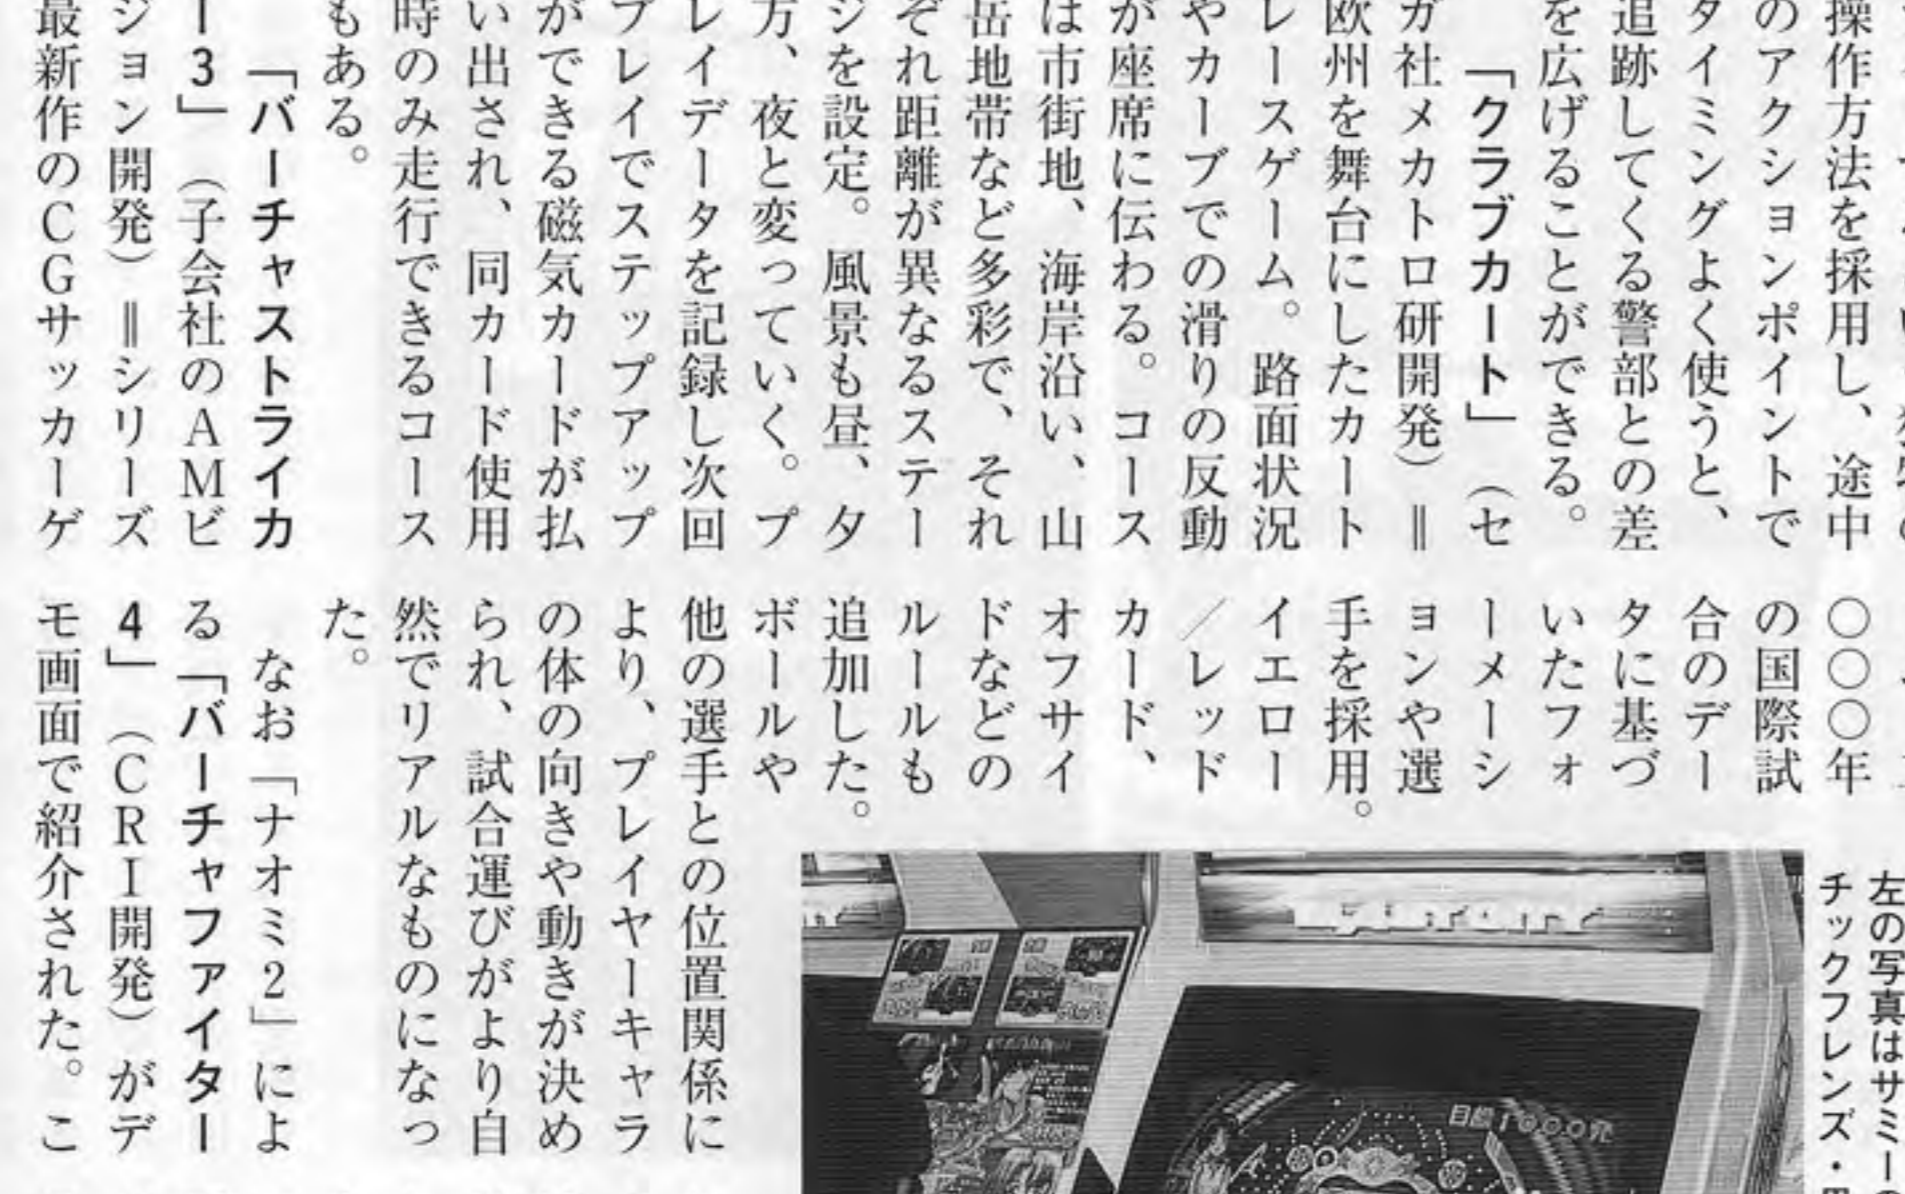 操作方法を採用し、途中
のアクションポイントで
タイミングよく使うと、
追跡してくる警部との差
を広げることができる。
「クラブカート」（セ
ガ社メカトロ研開発）＝
欧州を舞台にしたカート
レースゲーム。路面状況
やカーブでの滑りの反動
が座席に伝わる。コース
は市街地、海岸沿い、山
岳地帯など多彩で、それ
ぞれ距離が異なるステー
ジを設定。風景も昼、夕
方、夜と変っていく。プ
レイデータを記録し次回
プレイでステップアップ
ができる磁気カードが払
い出され、同カード使用
時のみ走行できるコース
もある。
「バーチャストライカ
ー3」（子会社のAMビ
ジョン開発）＝シリーズ
最新作のCGサッカーゲ
〇〇〇年
の国際試
合のデー
タに基づ
いたフォ
ーメーシ
ョンや選
手を採用。
イエロー
／レッド
カード、
オフサイ
ドなどの
ルールも
追加した。
ボールや
他の選手との位置関係に
より、プレイヤーキャラ
の体の向きや動きが決め
られ、試合運びがより自
然でリアルなものになっ
た。
なお「ナオミ2」によ
る「バーチャファイター
4」（CRI開発）がデ
モ画面で紹介された。こ
左の写真はサミーの
チックフレンズ・
目標1000発